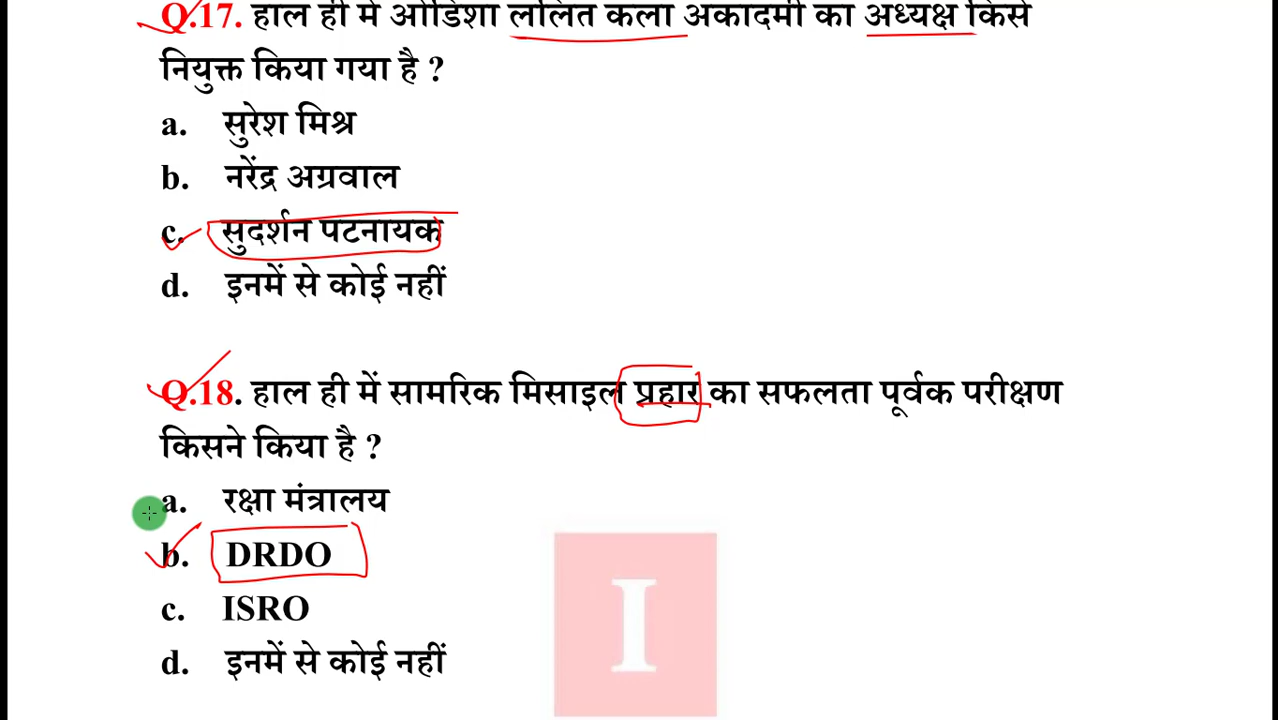 Q.17. हाल ही में ओडिशा ललित कला अकादमी का अध्यक्ष किसे
नियुक्त किया गया है ?
a. सुरेश मिश्र
b. नरेंद्र अग्रवाल
c. सुदर्शन पटनायक
d. इनमें से कोई नहीं
Q.18. हाल ही में सामरिक मिसाइल प्रहार का सफलता पूर्वक परीक्षण
किसने किया है ?
a. रक्षा मंत्रालय
b. DRDO
c. ISRO
d. इनमें से कोई नहीं
I